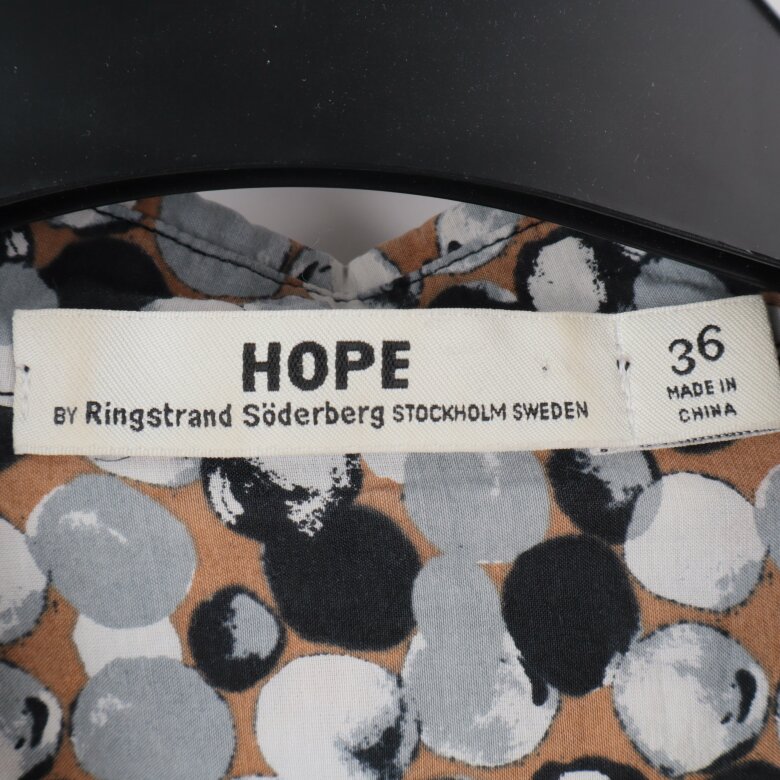 HOPE
BY Ringstrand Söderberg STOCKHOLM SWEDEN
36
MADE IN
CHINA